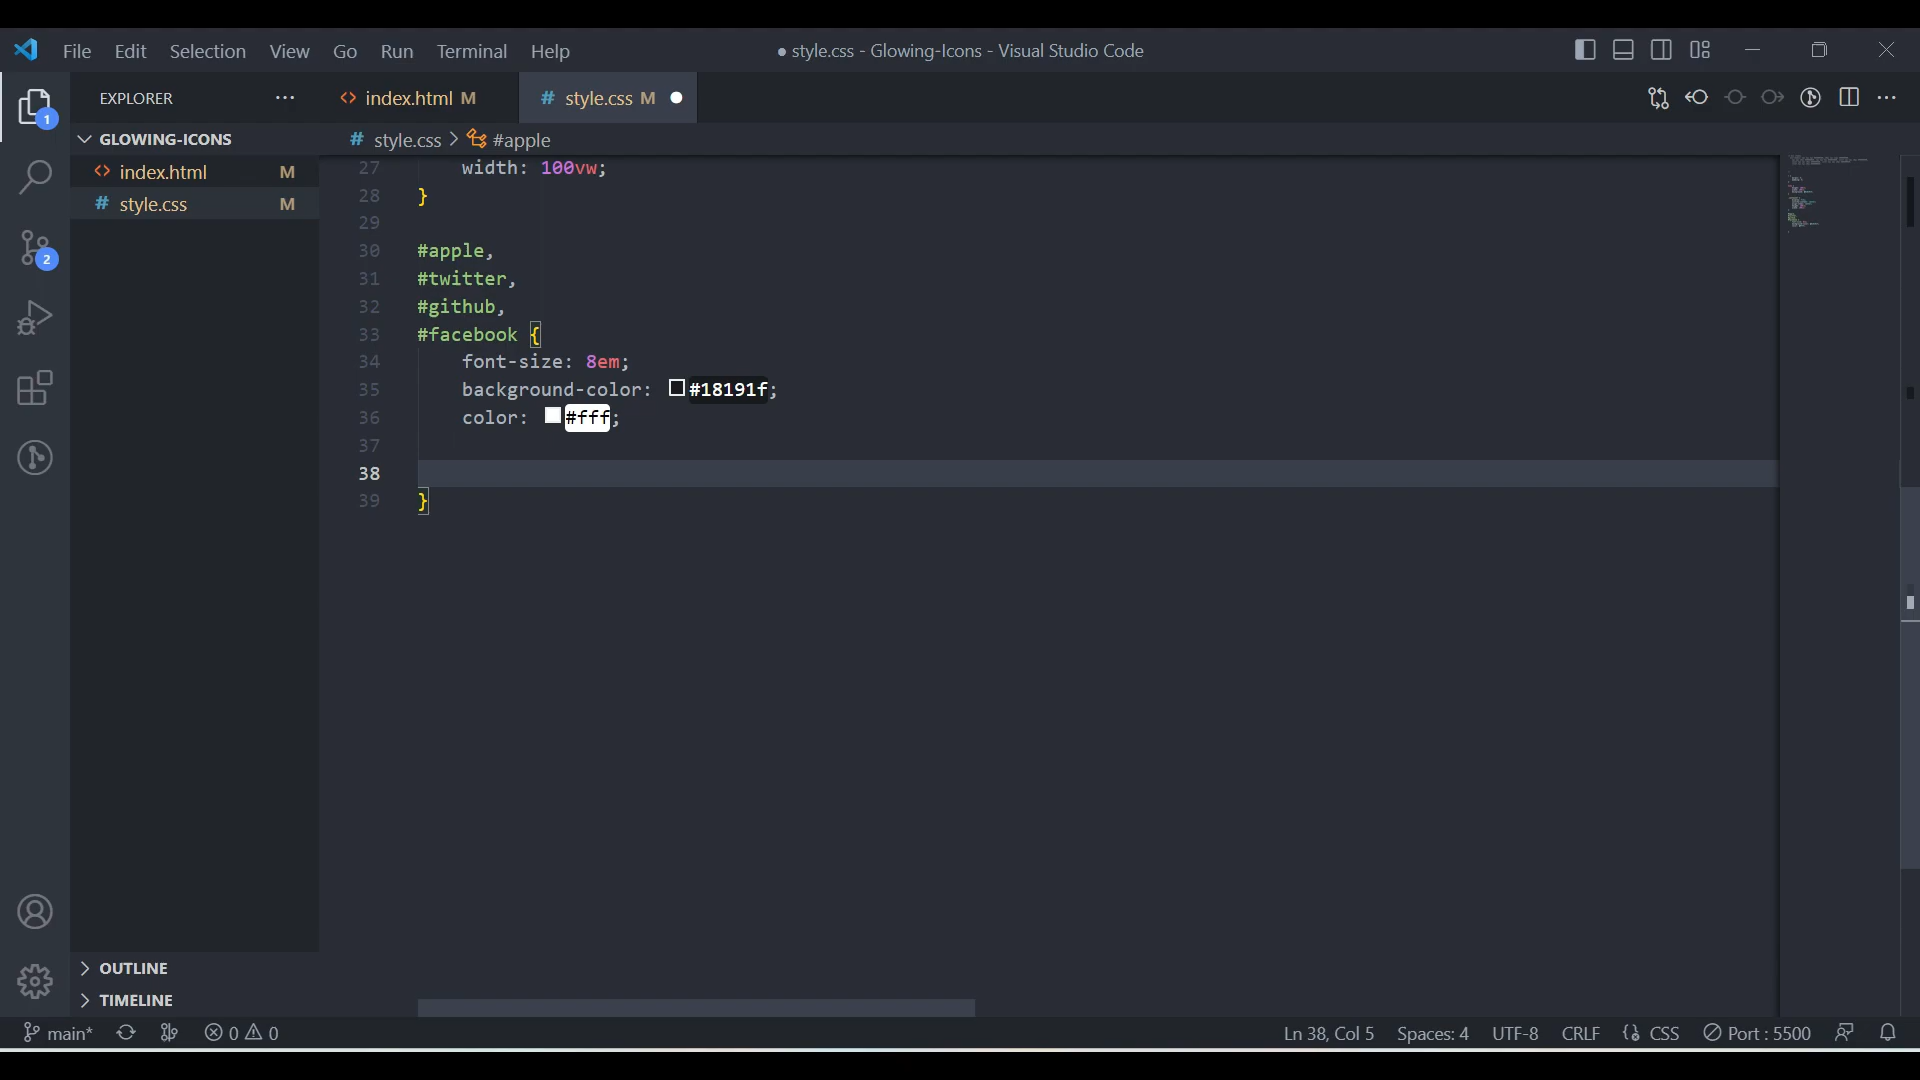 File Edit Selection View Go Run Terminal Help
● style.css - Glowing-Icons - Visual Studio Code
1
EXPLORER ···
<> index.html M
# style.css M ●
GLOWING-ICONS
# style.css > #apple
<> index.html M
# style.css M
2
27 width: 100vw;
28 }
29
30 #apple,
31 #twitter,
32 #github,
33 #facebook {
34 font-size: 8em;
35 background-color: #18191f;
36 color: #fff;
37
38
39 }
OUTLINE
TIMELINE
main* 0 0 Ln 38, Col 5 Spaces: 4 UTF-8 CRLF {} CSS Port : 5500